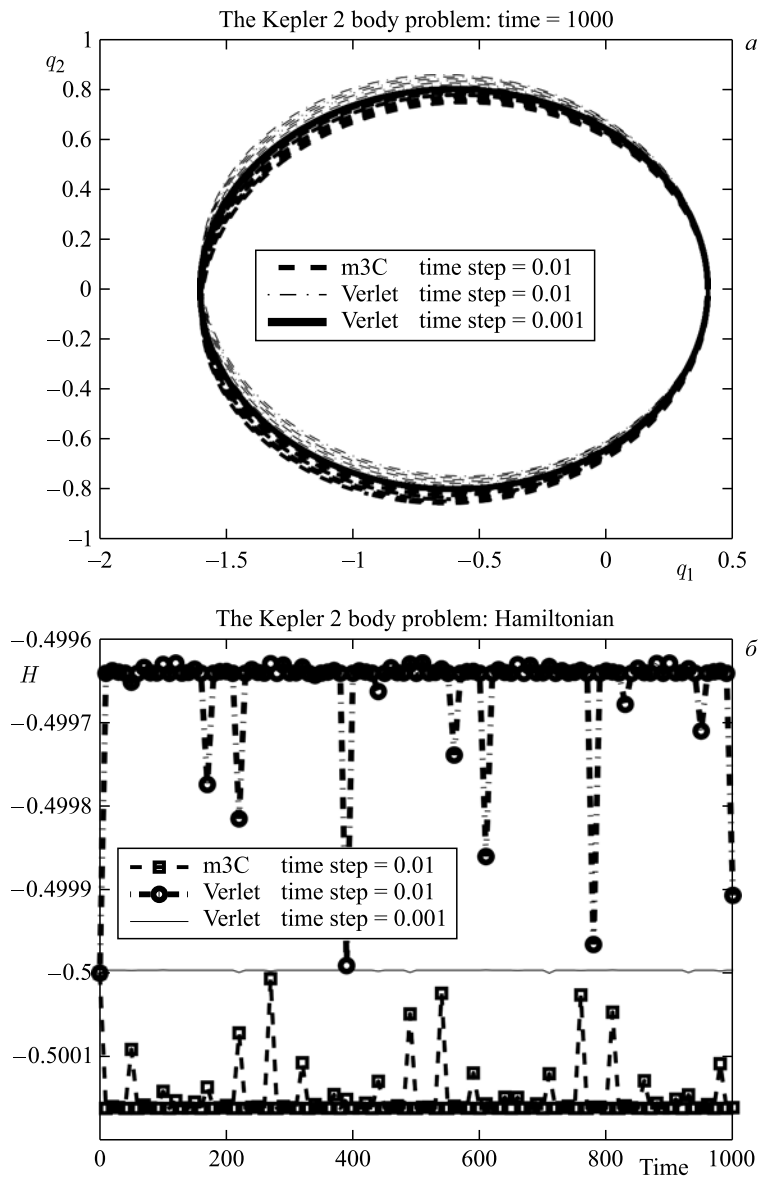 The Kepler 2 body problem: time = 1000
a
q2
1
0.8
0.6
0.4
0.2
0
−0.2
−0.4
−0.6
−0.8
−1
m3C time step = 0.01
Verlet time step = 0.01
Verlet time step = 0.001
−2 −1.5 −1 −0.5 0 0.5
q1
The Kepler 2 body problem: Hamiltonian
б
−0.4996
H
−0.4997
−0.4998
−0.4999
−0.5
−0.5001
m3C time step = 0.01
Verlet time step = 0.01
Verlet time step = 0.001
0 200 400 600 800 1000
Time